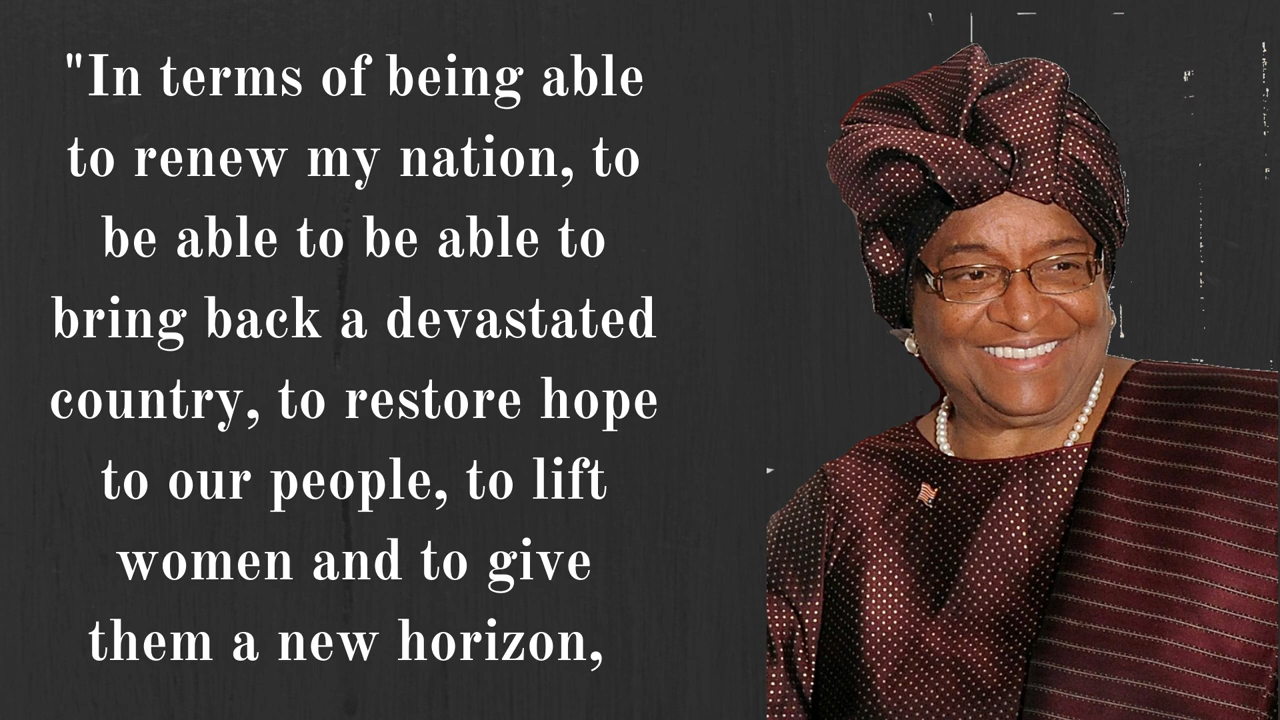 "In terms of being able
to renew my nation, to
be able to be able to
bring back a devastated
country, to restore hope
to our people, to lift
women and to give
them a new horizon,